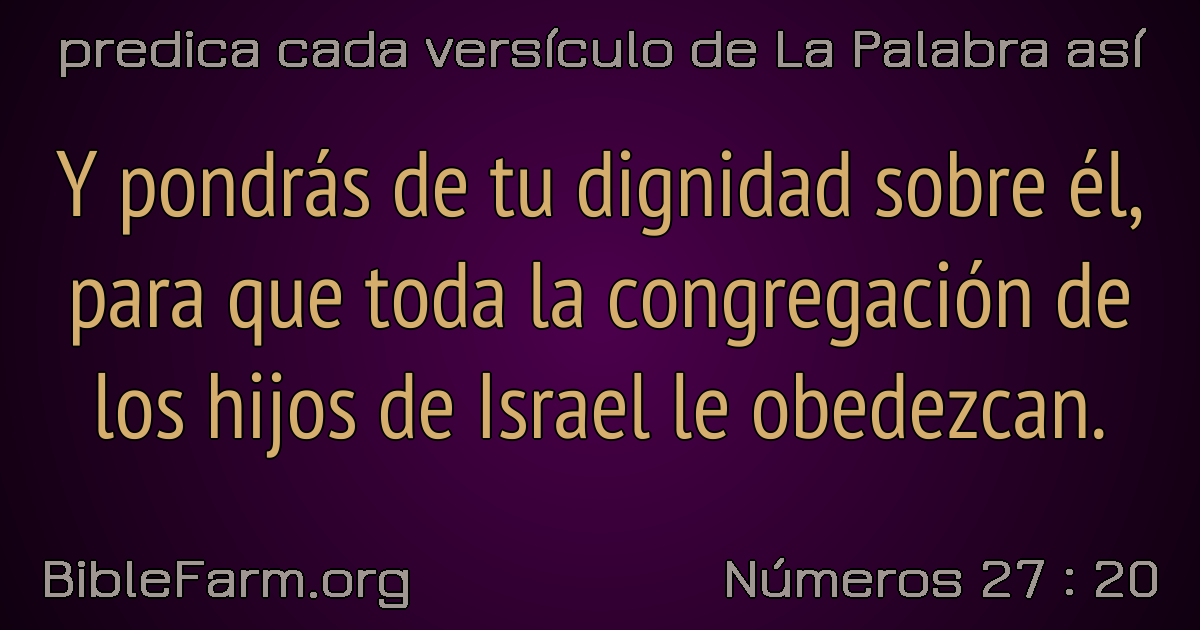 predica cada versículo de La Palabra así
Y pondrás de tu dignidad sobre él,
para que toda la congregación de
los hijos de Israel le obedezcan.
BibleFarm.org
Números 27 : 20